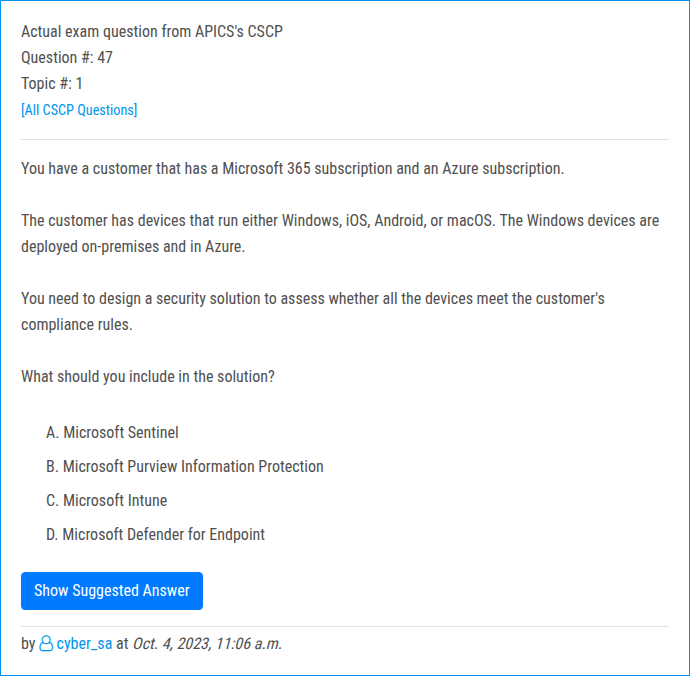 Actual exam question from APICS's CSCP
Question #: 47
Topic #: 1
[All CSCP Questions]
You have a customer that has a Microsoft 365 subscription and an Azure subscription.
The customer has devices that run either Windows, iOS, Android, or macOS. The Windows devices are
deployed on-premises and in Azure.
You need to design a security solution to assess whether all the devices meet the customer's
compliance rules.
What should you include in the solution?
A. Microsoft Sentinel
B. Microsoft Purview Information Protection
C. Microsoft Intune
D. Microsoft Defender for Endpoint
Show Suggested Answer
by cyber_sa at Oct. 4, 2023, 11:06 a.m.